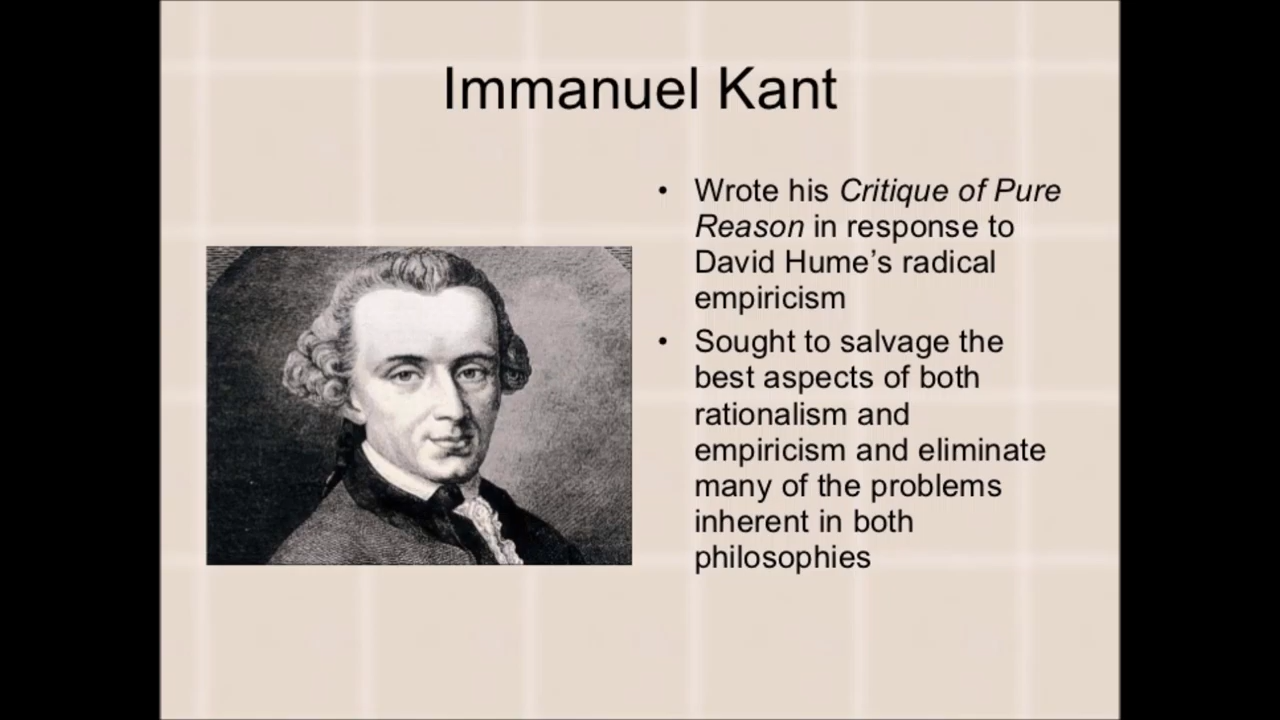 Immanuel Kant
• Wrote his Critique of Pure
Reason in response to
David Hume’s radical
empiricism
• Sought to salvage the
best aspects of both
rationalism and
empiricism and eliminate
many of the problems
inherent in both
philosophies